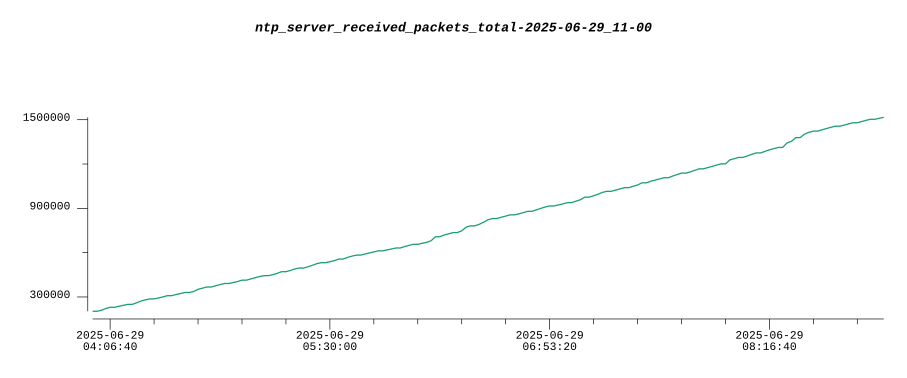 ntp_server_received_packets_total-2025-06-29_11-00
1500000
900000
300000
2025-06-29 2025-06-29 2025-06-29 2025-06-29
04:06:40 05:30:00 06:53:20 08:16:40